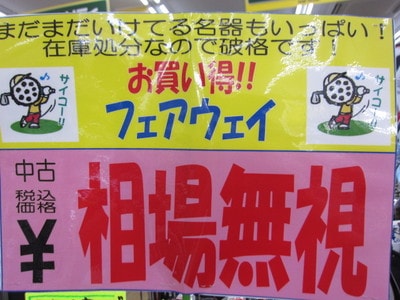 まだまだいけてる名器もいっぱい!
在庫処分なので破格です!
お買い得!!
サイコー!!
サイコー!!
フェアウェイ
中古
税込
価格
¥
相場無視